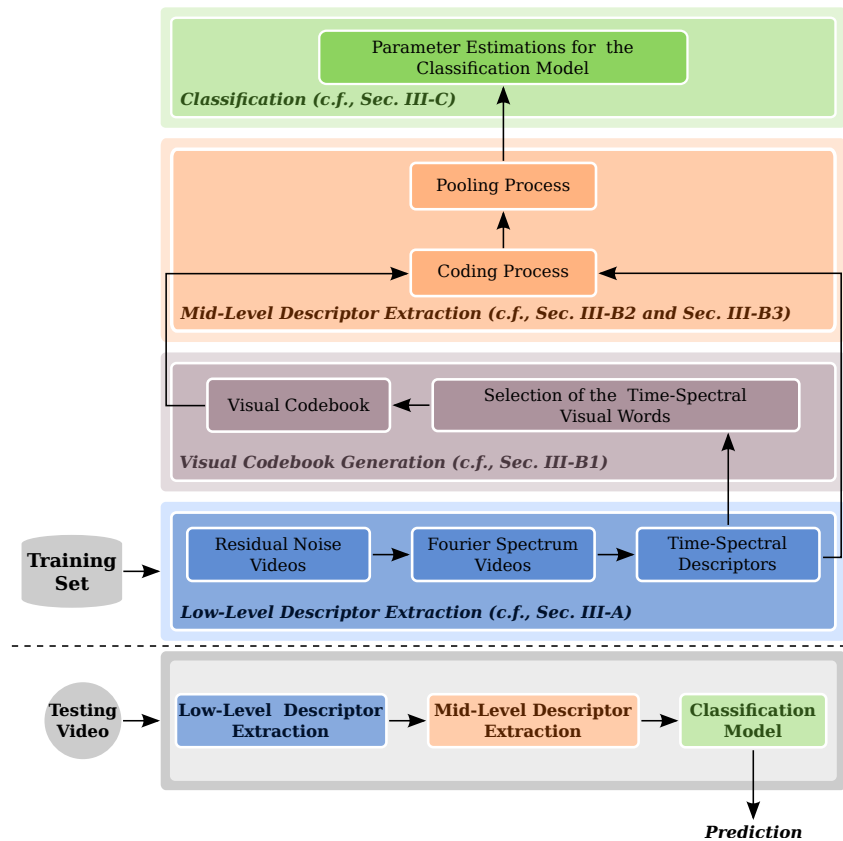 Parameter Estimations for the
Classification Model
Classification (c.f., Sec. III-C)
Pooling Process
Coding Process
Mid-Level Descriptor Extraction (c.f., Sec. III-B2 and Sec. III-B3)
Visual Codebook
Selection of the Time-Spectral
Visual Words
Visual Codebook Generation (c.f., Sec. III-B1)
Training
Set
Residual Noise
Videos
Fourier Spectrum
Videos
Time-Spectral
Descriptors
Low-Level Descriptor Extraction (c.f., Sec. III-A)
Testing
Video
Low-Level Descriptor
Extraction
Mid-Level Descriptor
Extraction
Classification
Model
Prediction